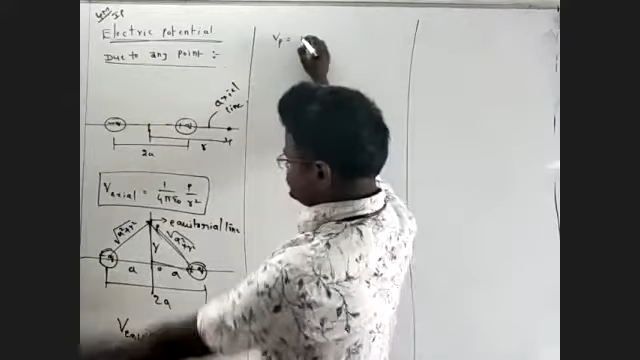 Electric potential
Due to any point :-
axial
line
-q
+q
P
2a
r
V axial = 1/4πε0 P/r²
→ equitorial line
√a²+r²
√a²+r²
P
r
-q
+q
a
o
a
2a
V equi
Vp =